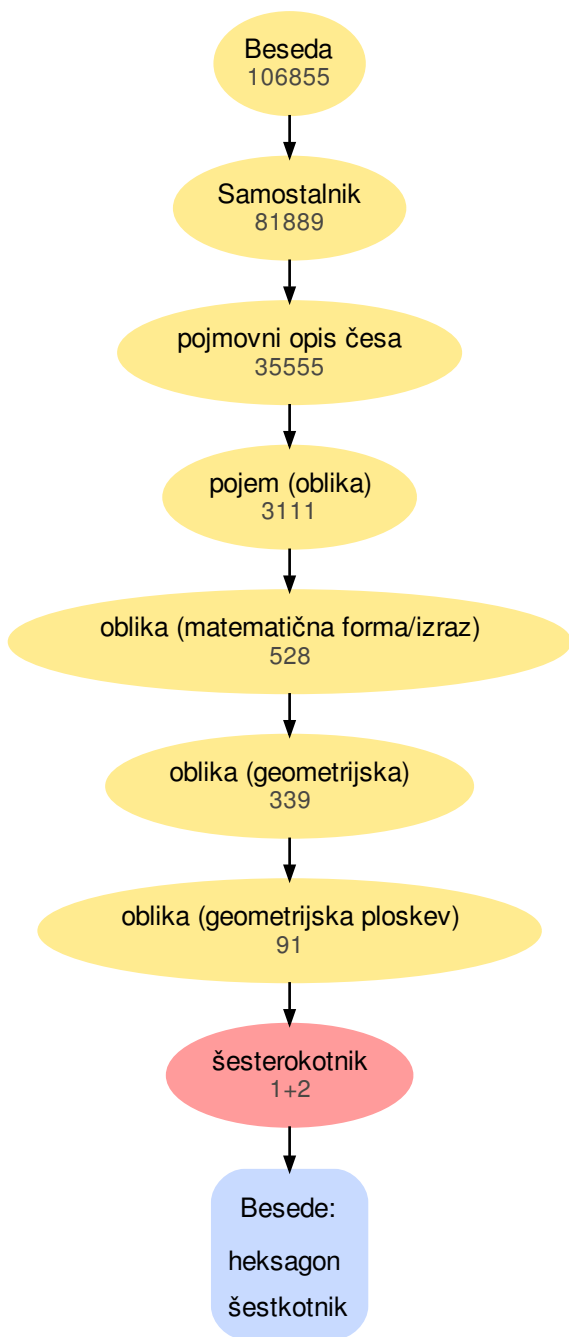 Beseda
106855
Samostalnik
81889
pojmovni opis česa
35555
pojem (oblika)
3111
oblika (matematična forma/izraz)
528
oblika (geometrijska)
339
oblika (geometrijska ploskev)
91
šesterokotnik
1+2
Besede:
heksagon
šestkotnik